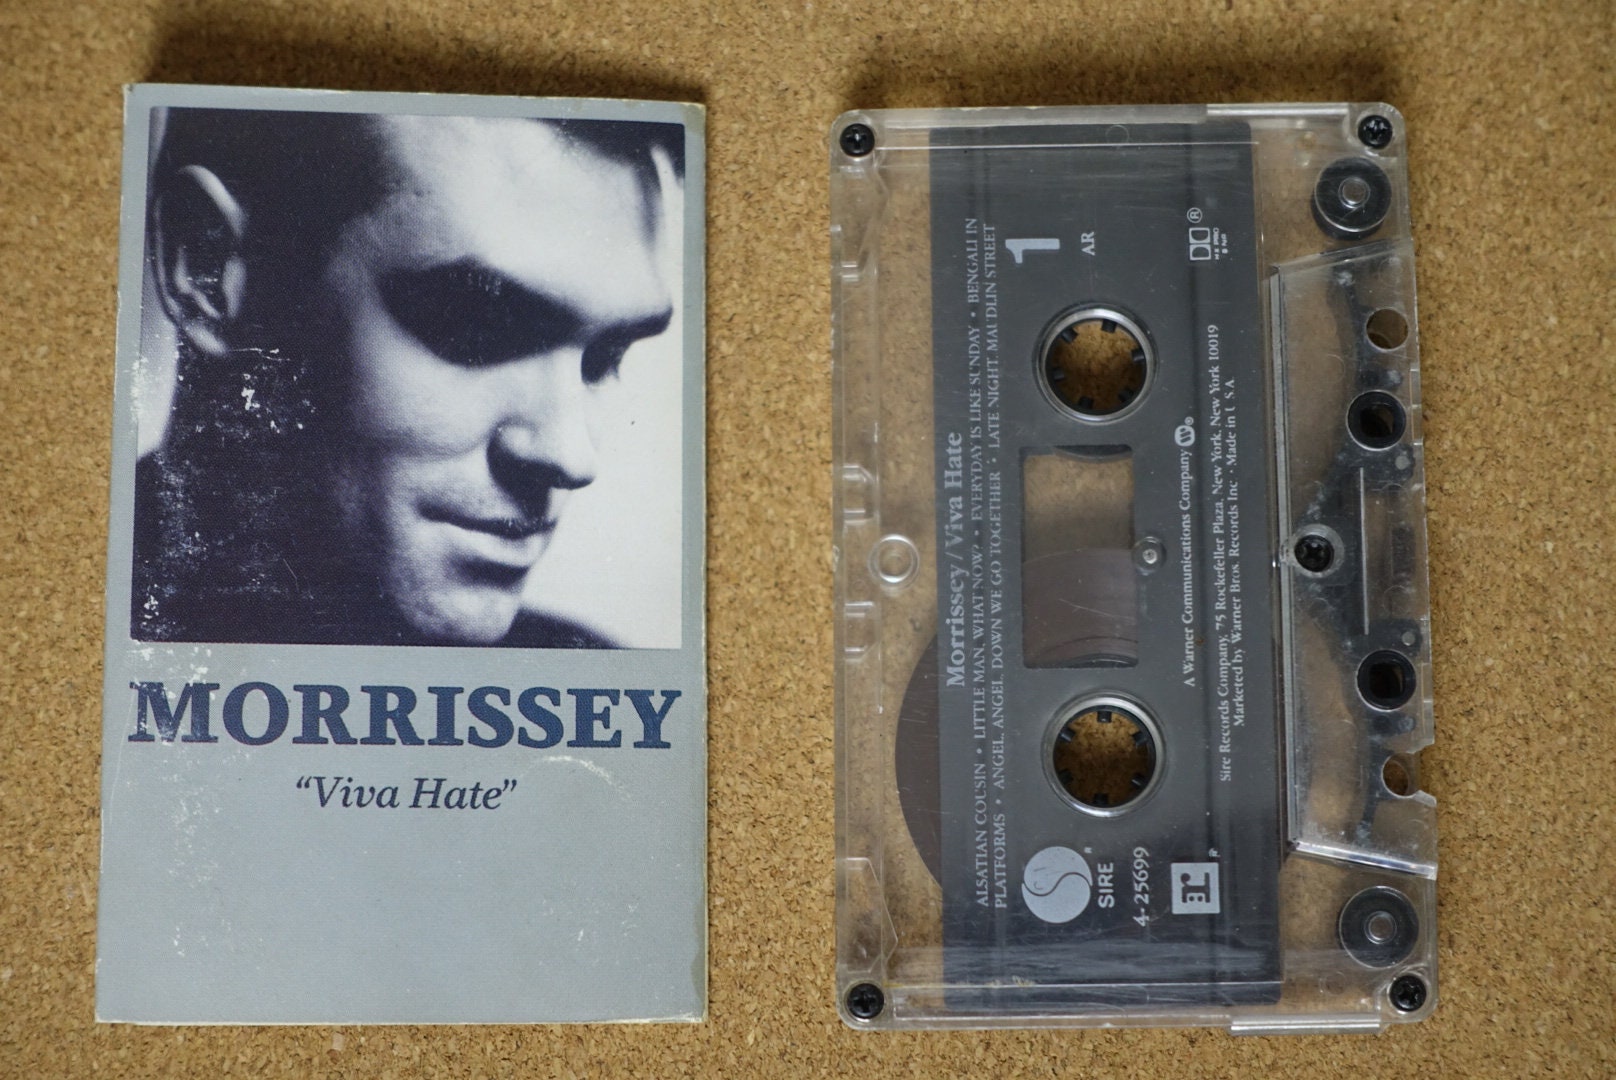 MORRISSEY
“Viva Hate”
Morrissey/Viva Hate
ALSATIAN COUSIN • LITTLE MAN, WHAT NOW? • EVERYDAY IS LIKE SUNDAY • BENGALI IN
PLATFORMS • ANGEL, ANGEL, DOWN WE GO TOGETHER • LATE NIGHT, MAUDLIN STREET
1
AR
SIRE
4-25699
A Warner Communications Company
Sire Records Company, 75 Rockefeller Plaza, New York, New York 10019
Marketed by Warner Bros. Records Inc. • Made in U.S.A.